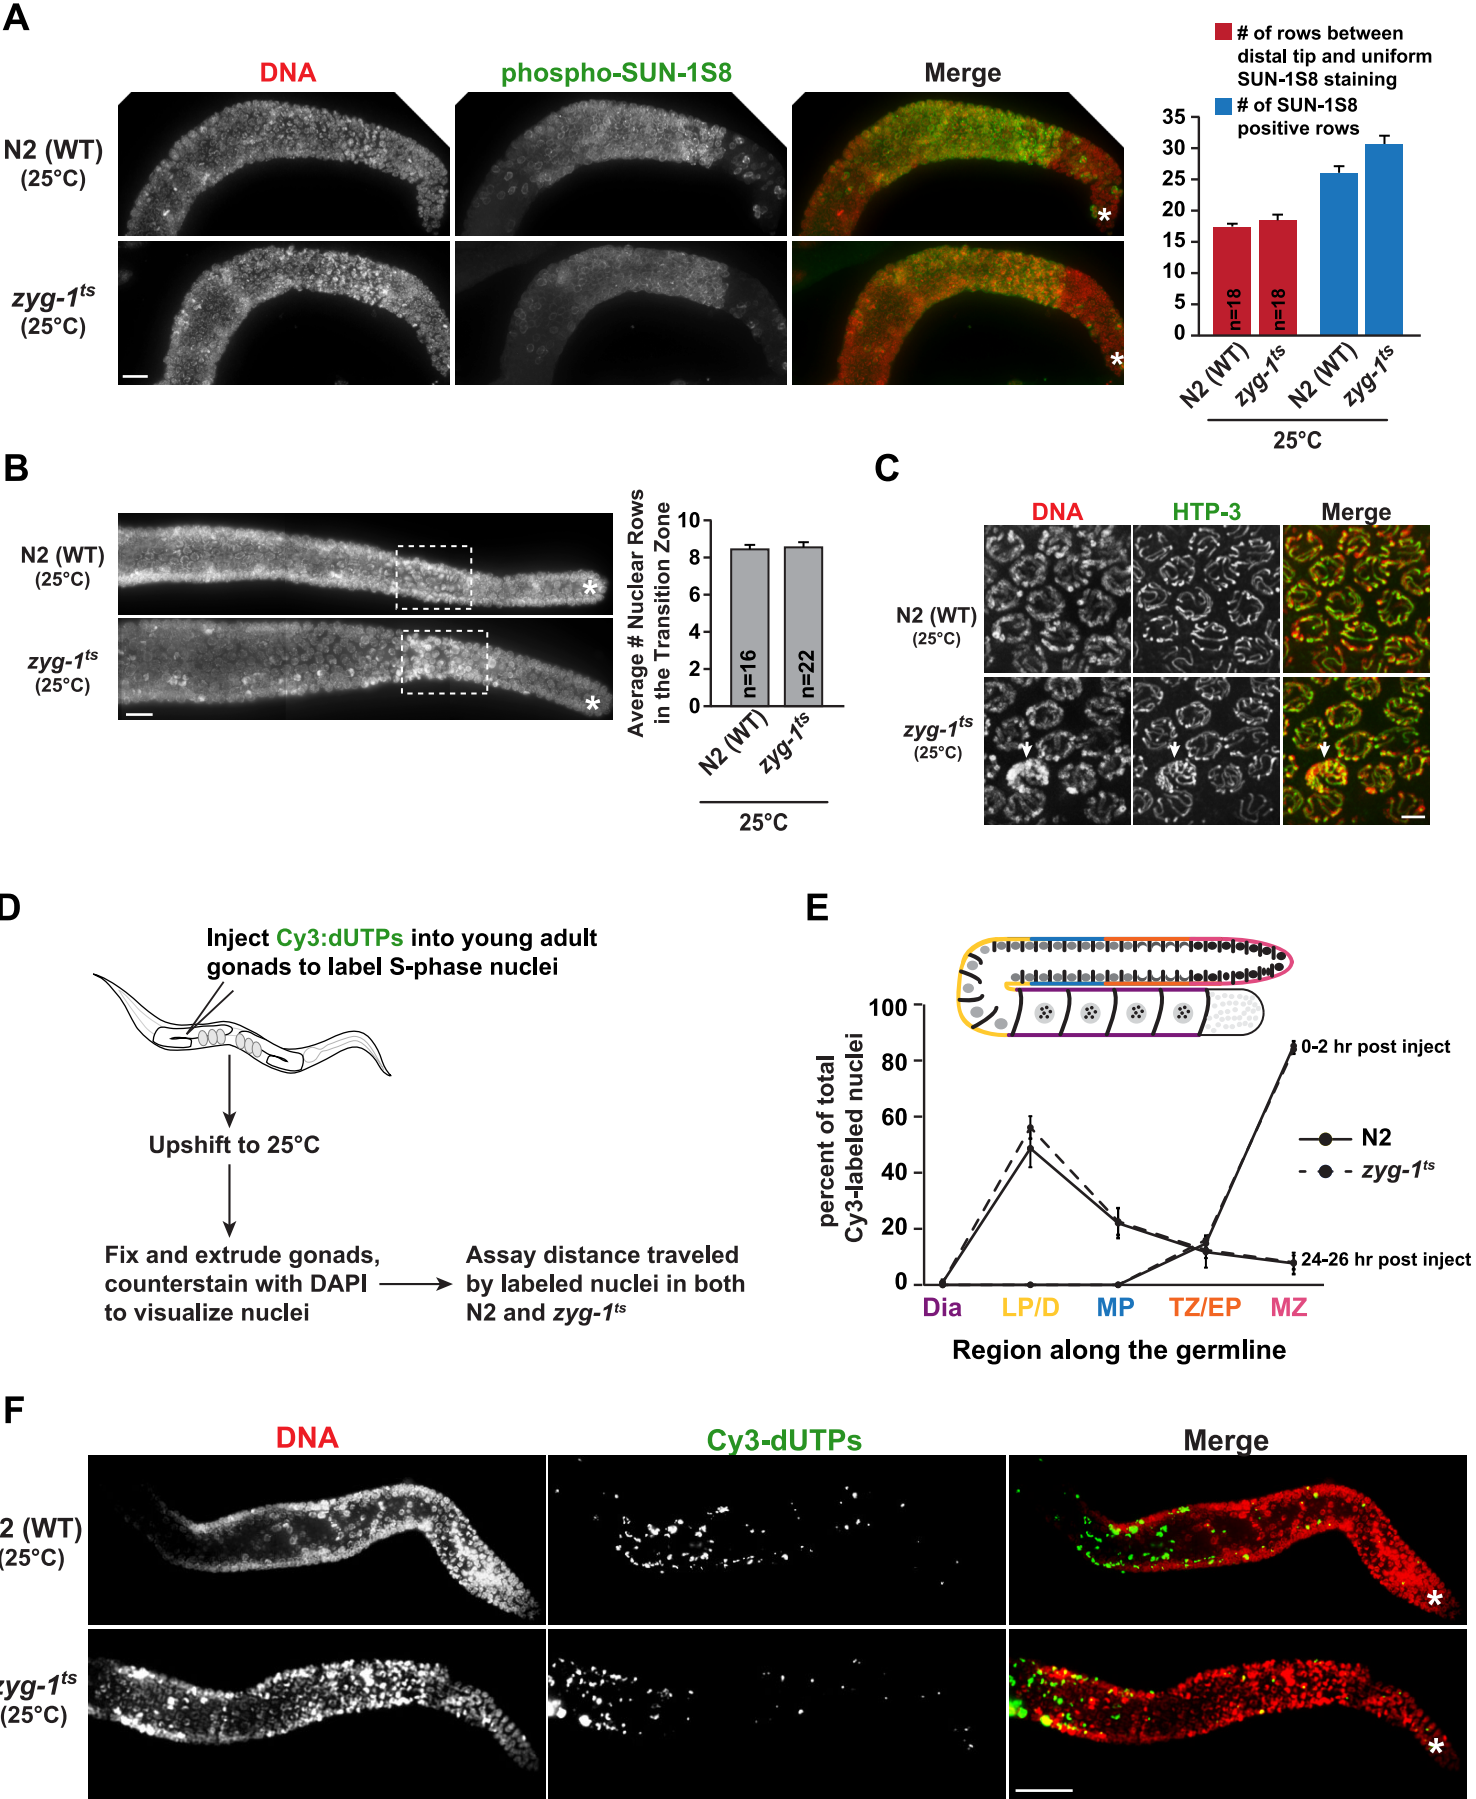 A
DNA
phospho-SUN-1S8
Merge
N2 (WT)
(25°C)
zyg-1ts
(25°C)
*
*
# of rows between
distal tip and uniform
SUN-1S8 staining
# of SUN-1S8
positive rows
35
30
25
20
15
10
5
0
n=18
n=18
N2 (WT)
zyg-1ts
N2 (WT)
zyg-1ts
25°C
B
N2 (WT)
(25°C)
zyg-1ts
(25°C)
*
*
Average # Nuclear Rows
in the Transition Zone
10
8
6
4
2
0
n=16
n=22
N2 (WT)
zyg-1ts
25°C
C
DNA
HTP-3
Merge
N2 (WT)
(25°C)
zyg-1ts
(25°C)
D
Inject Cy3:dUTPs into young adult
gonads to label S-phase nuclei
Upshift to 25°C
Fix and extrude gonads,
counterstain with DAPI
to visualize nuclei
Assay distance traveled
by labeled nuclei in both
N2 and zyg-1ts
E
percent of total
Cy3-labeled nuclei
100
80
60
40
20
0
0-2 hr post inject
N2
zyg-1ts
24-26 hr post inject
Dia
LP/D
MP
TZ/EP
MZ
Region along the germline
F
DNA
Cy3-dUTPs
Merge
2 (WT)
(25°C)
zyg-1ts
(25°C)
*
*